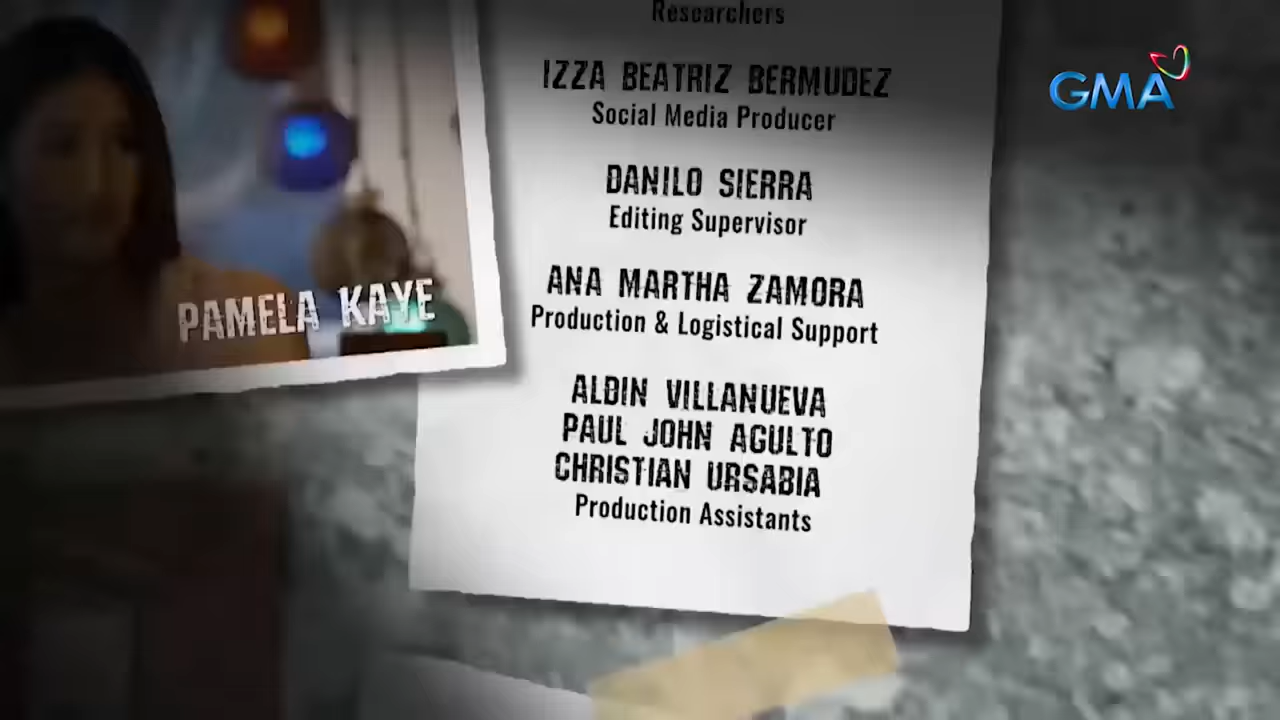 Researchers
IZZA BEATRIZ BERMUDEZ
Social Media Producer
DANILO SIERRA
Editing Supervisor
ANA MARTHA ZAMORA
Production & Logistical Support
ALBIN VILLANUEVA
PAUL JOHN AGULTO
CHRISTIAN URSABIA
Production Assistants
PAMELA KAYE
GMA